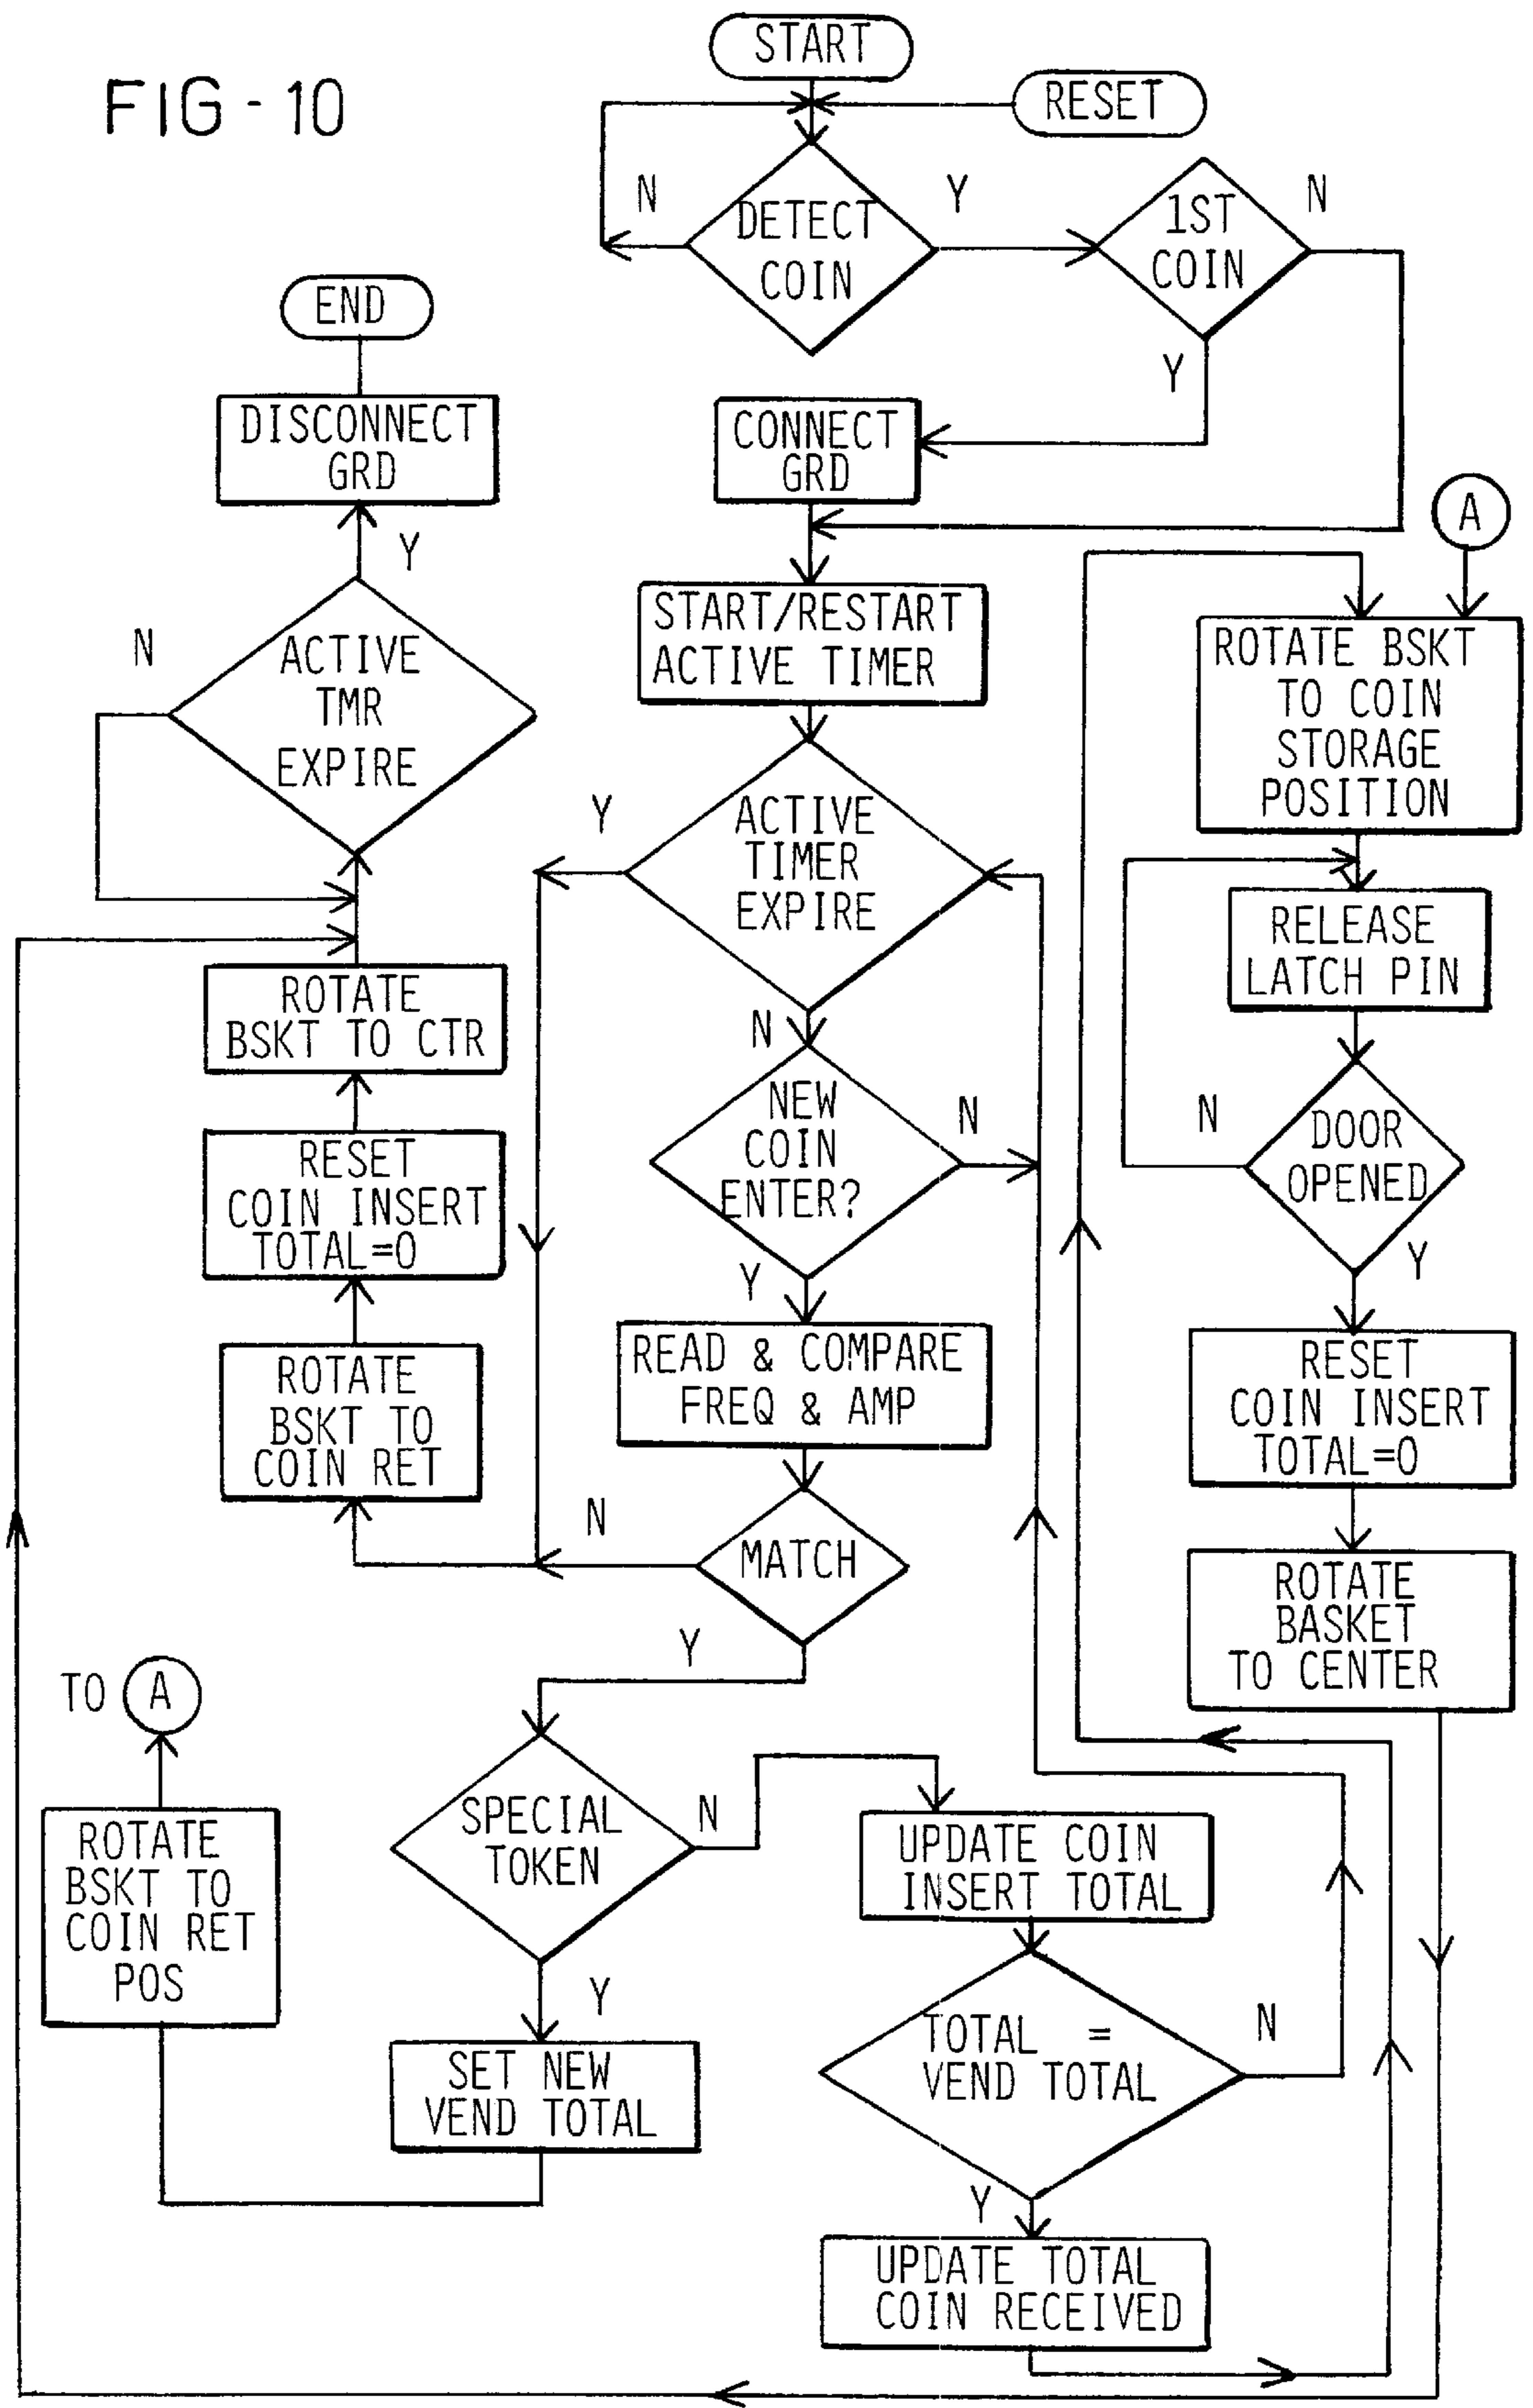 FIG-10
START
RESET
DETECT
COIN
N
Y
1ST
COIN
N
Y
CONNECT
GRD
START/RESTART
ACTIVE TIMER
ACTIVE
TIMER
EXPIRE
Y
N
NEW
COIN
ENTER?
N
Y
READ & COMPARE
FREQ & AMP
MATCH
N
Y
SPECIAL
TOKEN
N
Y
SET NEW
VEND TOTAL
ROTATE
BSKT TO
COIN RET
POS
TO A
UPDATE COIN
INSERT TOTAL
TOTAL =
VEND TOTAL
N
Y
UPDATE TOTAL
COIN RECEIVED
A
ROTATE BSKT
TO COIN
STORAGE
POSITION
RELEASE
LATCH PIN
DOOR
OPENED
N
Y
RESET
COIN INSERT
TOTAL=0
ROTATE
BASKET
TO CENTER
ROTATE
BSKT TO
COIN RET
RESET
COIN INSERT
TOTAL=0
ROTATE
BSKT TO CTR
ACTIVE
TMR
EXPIRE
N
Y
DISCONNECT
GRD
END